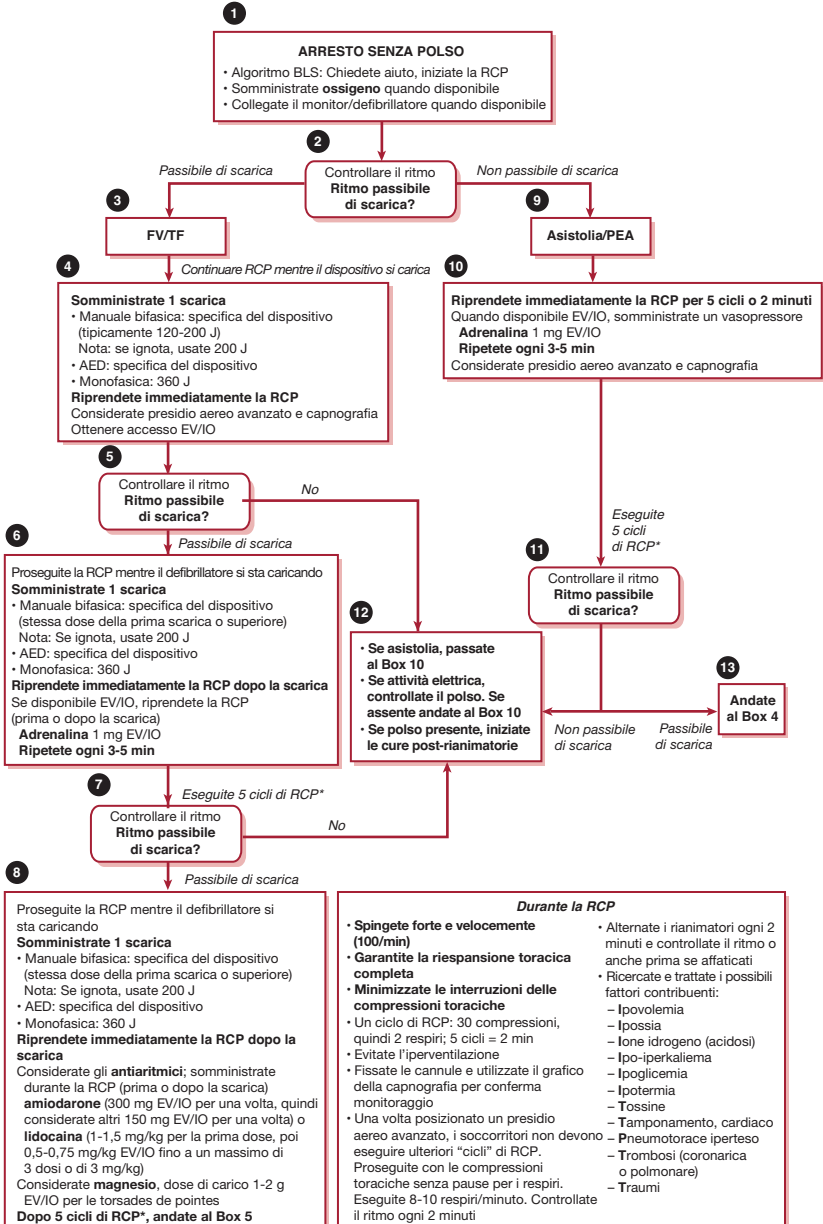 1
ARRESTO SENZA POLSO
• Algoritmo BLS: Chiedete aiuto, iniziate la RCP
• Somministrate ossigeno quando disponibile
• Collegate il monitor/defibrillatore quando disponibile
2
Passibile di scarica
Controllare il ritmo
Ritmo passibile
di scarica?
Non passibile di scarica
3
FV/TF
9
Asistolia/PEA
4
Continuare RCP mentre il dispositivo si carica
Somministrate 1 scarica
• Manuale bifasica: specifica del dispositivo
(tipicamente 120-200 J)
Nota: se ignota, usate 200 J
• AED: specifica del dispositivo
• Monofasica: 360 J
Riprendete immediatamente la RCP
Considerate presidio aereo avanzato e capnografia
Ottenere accesso EV/IO
10
Riprendete immediatamente la RCP per 5 cicli o 2 minuti
Quando disponibile EV/IO, somministrate un vasopressore
Adrenalina 1 mg EV/IO
Ripetete ogni 3-5 min
Considerate presidio aereo avanzato e capnografia
5
Controllare il ritmo
Ritmo passibile
di scarica?
No
Passibile di scarica
Eseguite
5 cicli
di RCP*
6
Proseguite la RCP mentre il defibrillatore si sta caricando
Somministrate 1 scarica
• Manuale bifasica: specifica del dispositivo
(stessa dose della prima scarica o superiore)
Nota: Se ignota, usate 200 J
• AED: specifica del dispositivo
• Monofasica: 360 J
Riprendete immediatamente la RCP dopo la scarica
Se disponibile EV/IO, riprendete la RCP
(prima o dopo la scarica)
Adrenalina 1 mg EV/IO
Ripetete ogni 3-5 min
11
Controllare il ritmo
Ritmo passibile
di scarica?
12
• Se asistolia, passate
al Box 10
• Se attività elettrica,
controllate il polso. Se
assente andate al Box 10
• Se polso presente, iniziate
le cure post-rianimatorie
Non passibile
di scarica
Passibile
di scarica
13
Andate
al Box 4
7
Eseguite 5 cicli di RCP*
Controllare il ritmo
Ritmo passibile
di scarica?
No
Passibile di scarica
8
Proseguite la RCP mentre il defibrillatore si
sta caricando
Somministrate 1 scarica
• Manuale bifasica: specifica del dispositivo
(stessa dose della prima scarica o superiore)
Nota: Se ignota, usate 200 J
• AED: specifica del dispositivo
• Monofasica: 360 J
Riprendete immediatamente la RCP dopo la
scarica
Considerate gli antiaritmici; somministrate
durante la RCP (prima o dopo la scarica)
amiodarone (300 mg EV/IO per una volta, quindi
considerate altri 150 mg EV/IO per una volta) o
lidocaina (1-1,5 mg/kg per la prima dose, poi
0,5-0,75 mg/kg EV/IO fino a un massimo di
3 dosi o di 3 mg/kg)
Considerate magnesio, dose di carico 1-2 g
EV/IO per le torsades de pointes
Dopo 5 cicli di RCP*, andate al Box 5
Durante la RCP
• Spingete forte e velocemente
(100/min)
• Garantite la riespansione toracica
completa
• Minimizzate le interruzioni delle
compressioni toraciche
• Un ciclo di RCP: 30 compressioni,
quindi 2 respiri; 5 cicli = 2 min
• Evitate l'iperventilazione
• Fissate le cannule e utilizzate il grafico
della capnografia per conferma
monitoraggio
• Una volta posizionato un presidio
aereo avanzato, i soccorritori non devono
eseguire ulteriori "cicli" di RCP.
Proseguite con le compressioni
toraciche senza pause per i respiri.
Eseguite 8-10 respiri/minuto. Controllate
il ritmo ogni 2 minuti
• Alternate i rianimatori ogni 2
minuti e controllate il ritmo o
anche prima se affaticati
• Ricercate e trattate i possibili
fattori contribuenti:
– Ipovolemia
– Ipossia
– Ione idrogeno (acidosi)
– Ipo-iperkaliema
– Ipoglicemia
– Ipotermia
– Tossine
– Tamponamento, cardiaco
– Pneumotorace iperteso
– Trombosi (coronarica
o polmonare)
– Traumi